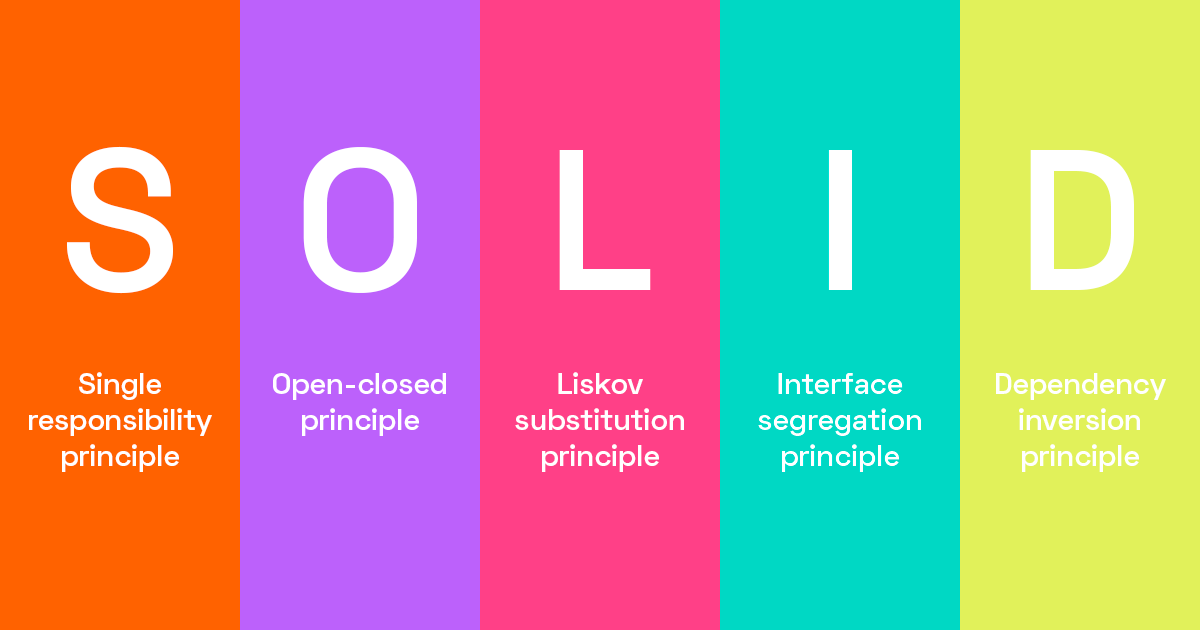 S O L I D
Single
responsibility
principle
Open-closed
principle
Liskov
substitution
principle
Interface
segregation
principle
Dependency
inversion
principle